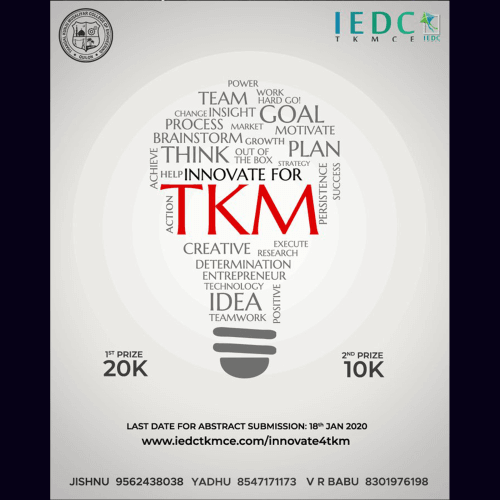 IEDC
TKMCE IEDC
POWER
TEAM WORK HARD GO!
CHANGE INSIGHT GOAL
PROCESS MARKET MOTIVATE
BRAINSTORM GROWTH PLAN
ACHIEVE THINK OUT OF THE BOX STRATEGY
HELP INNOVATE FOR
PERSISTENCE SUCCESS
ACTION TKM
CREATIVE EXECUTE
RESEARCH
DETERMINATION
ENTREPRENEUR
TECHNOLOGY
IDEA POSITIVE
TEAMWORK
1ST PRIZE
20K
2ND PRIZE
10K
LAST DATE FOR ABSTRACT SUBMISSION: 18th JAN 2020
www.iedctkmce.com/innovate4tkm
JISHNU 9562438038 YADHU 8547171173 V R BABU 8301976198